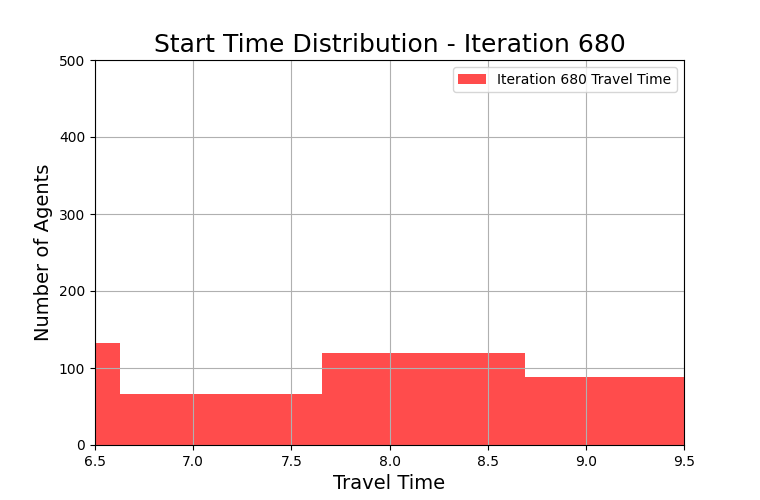 Start Time Distribution - Iteration 680
Iteration 680 Travel Time
Number of Agents
500
400
300
200
100
0
6.5 7.0 7.5 8.0 8.5 9.0 9.5
Travel Time